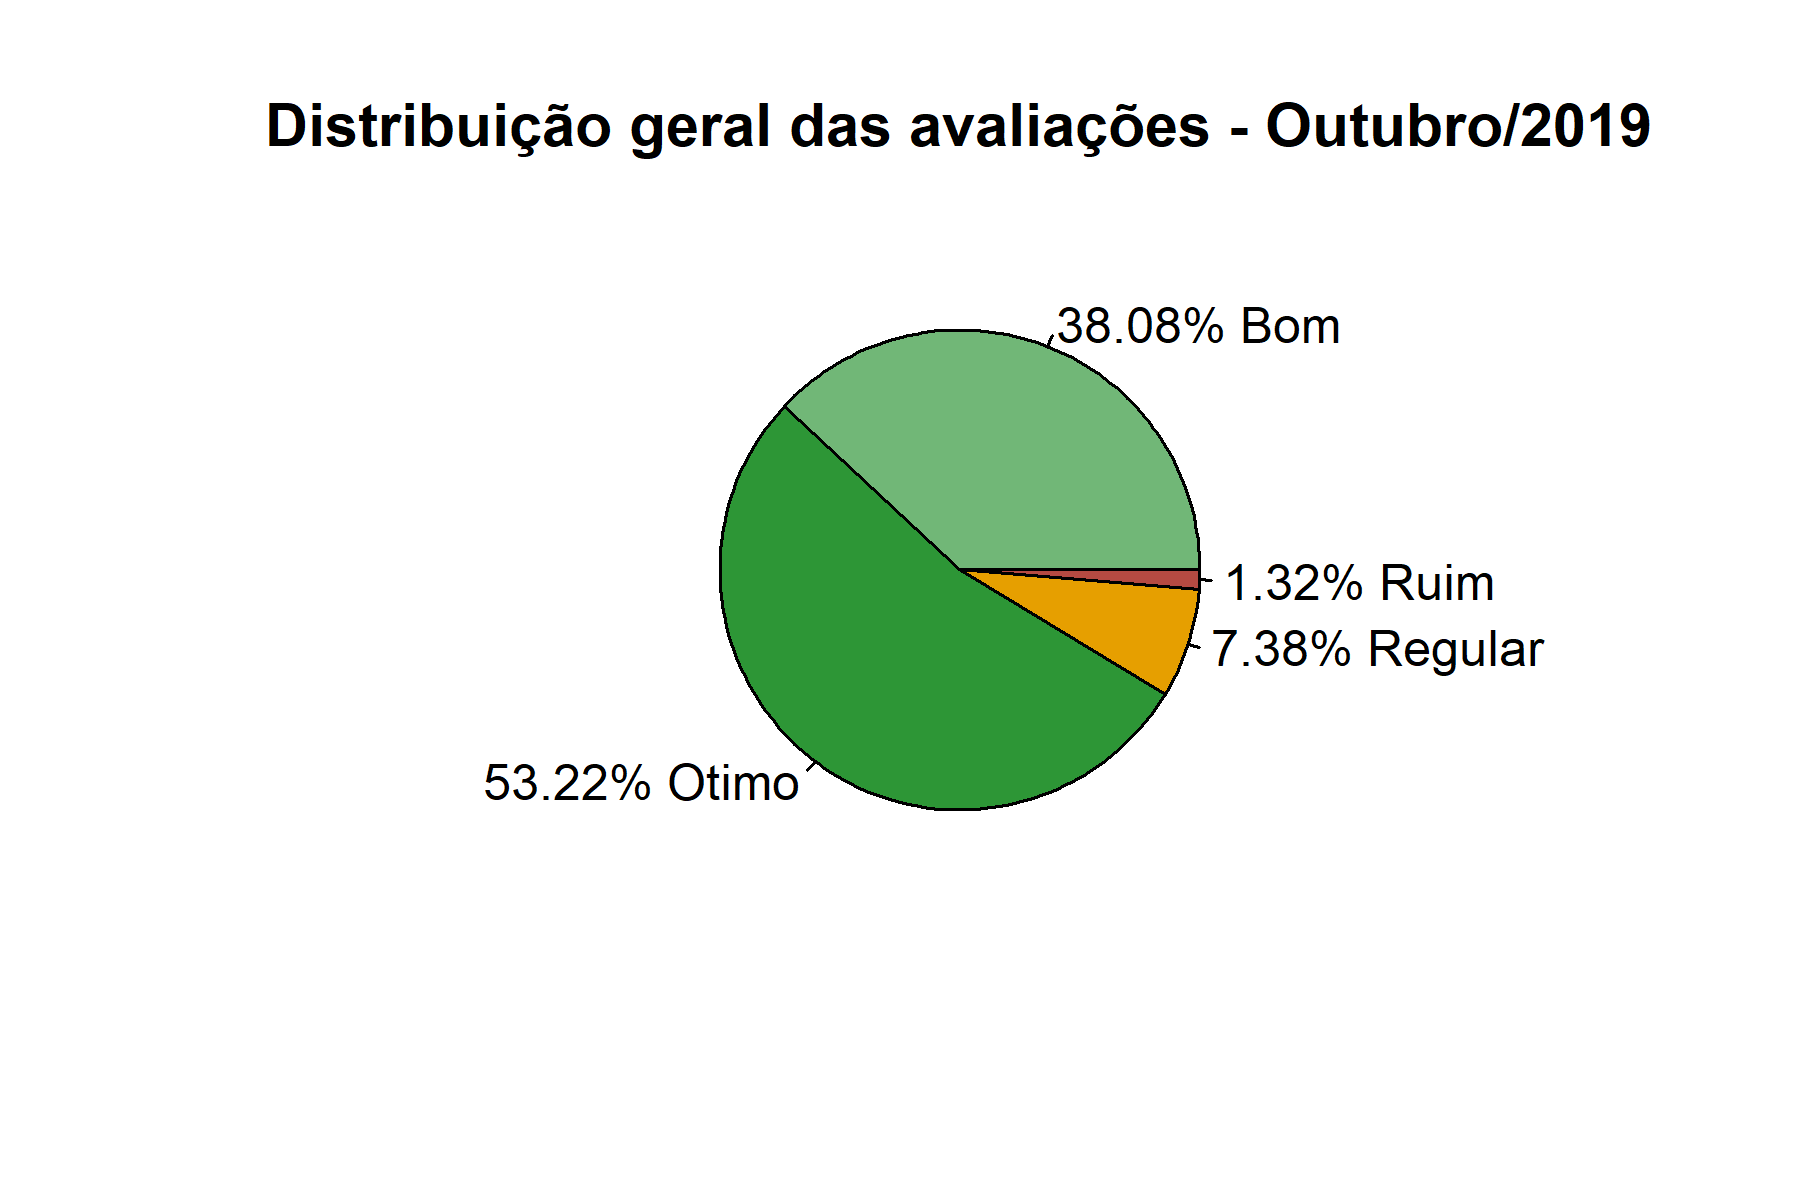 Distribuição geral das avaliações - Outubro/2019
38.08% Bom
1.32% Ruim
7.38% Regular
53.22% Otimo